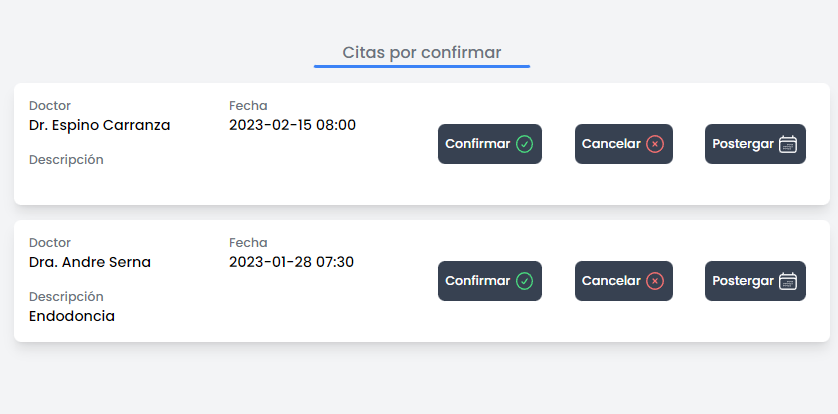 Citas por confirmar
Doctor
Dr. Espino Carranza
Fecha
2023-02-15 08:00
Descripción
Confirmar
Cancelar
Postergar
Doctor
Dra. Andre Serna
Fecha
2023-01-28 07:30
Descripción
Endodoncia
Confirmar
Cancelar
Postergar